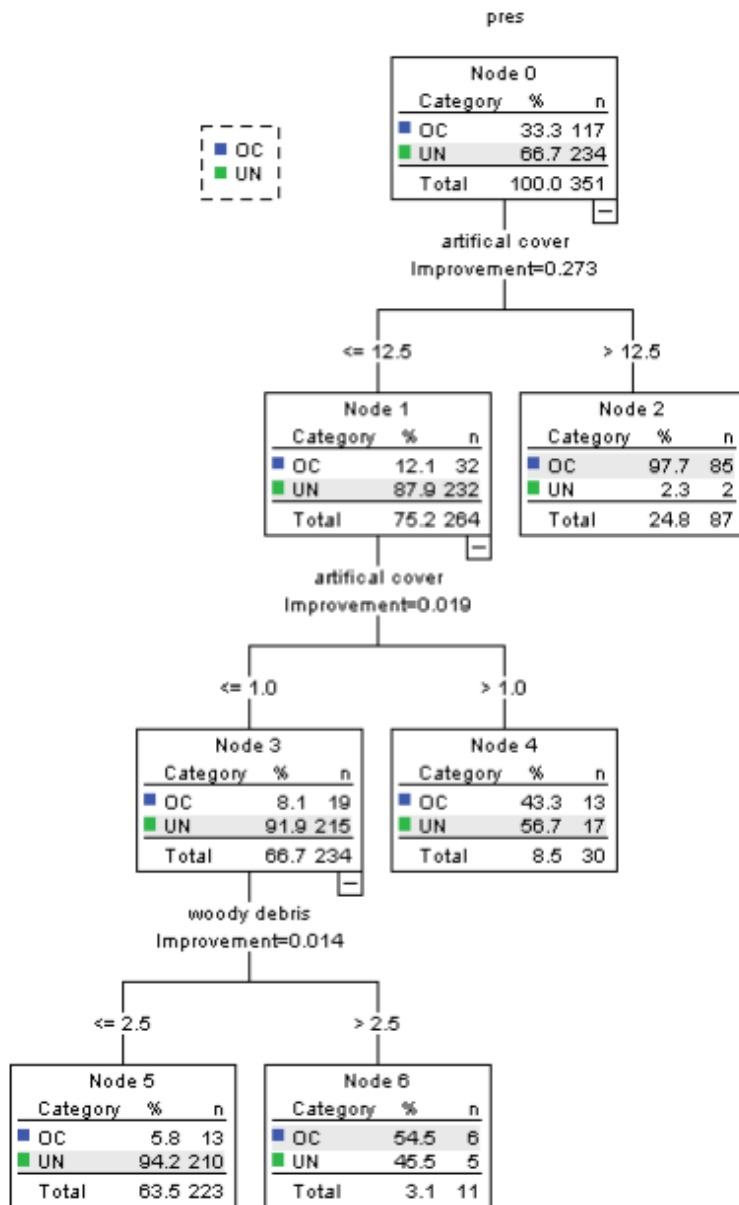 pres
Node 0
Category % n
OC 33.3 117
UN 66.7 234
Total 100.0 351
OC
UN
artifical cover
Improvement=0.273
<= 12.5
> 12.5
Node 1
Category % n
OC 12.1 32
UN 87.9 232
Total 75.2 264
Node 2
Category % n
OC 97.7 85
UN 2.3 2
Total 24.8 87
artifical cover
Improvement=0.019
<= 1.0
> 1.0
Node 3
Category % n
OC 8.1 19
UN 91.9 215
Total 66.7 234
Node 4
Category % n
OC 43.3 13
UN 56.7 17
Total 8.5 30
woody debris
Improvement=0.014
<= 2.5
> 2.5
Node 5
Category % n
OC 5.8 13
UN 94.2 210
Total 63.5 223
Node 6
Category % n
OC 54.5 6
UN 45.5 5
Total 3.1 11